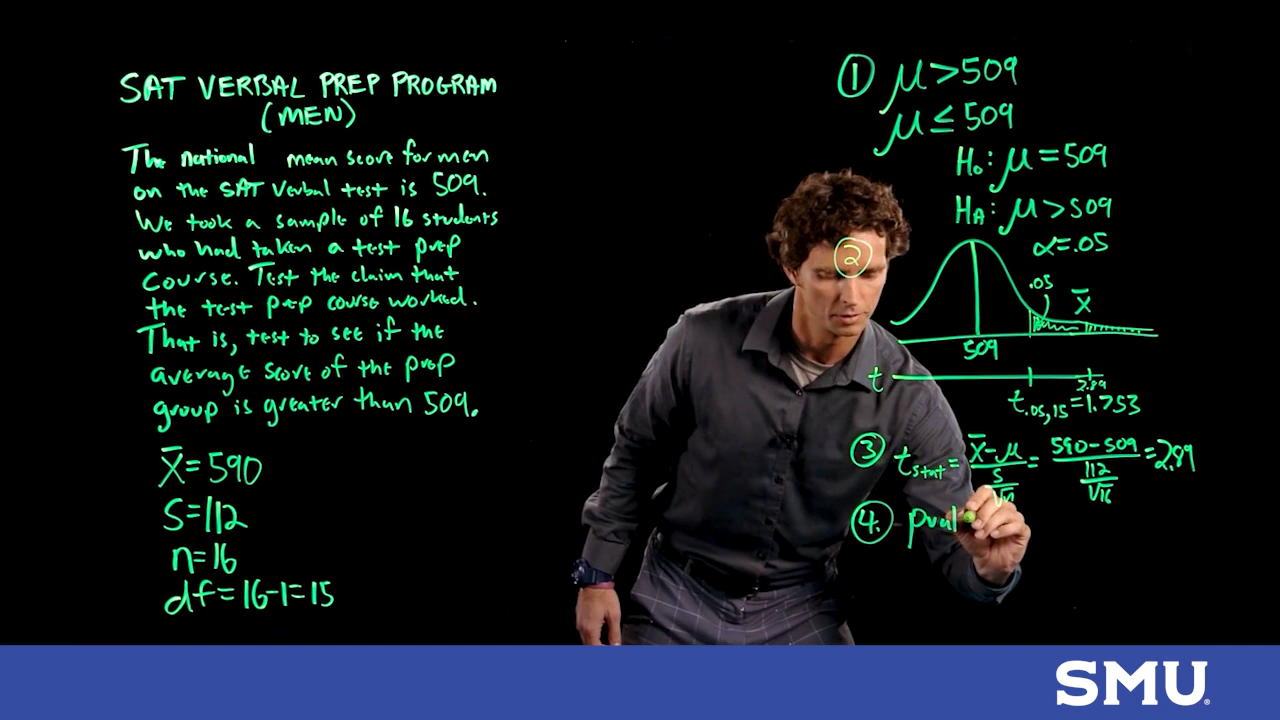 SAT VERBAL PREP PROGRAM
(MEN)
The national mean score for men
on the SAT Verbal test is 509.
We took a sample of 16 students
who had taken a test prep
course. Test the claim that
the test prep course worked.
That is, test to see if the
average score of the prep
group is greater than 509.
x̄ = 590
S = 112
n = 16
df = 16-1 = 15
① μ > 509
μ ≤ 509
H₀: μ = 509
Hᴀ: μ > 509
②
α = .05
.05
x̄
509
t
2.89
t.05,15 = 1.753
③ tstat = (x̄-μ)/(s/√n) = (590-509)/(112/√16) = 2.89
④. pval
SMU